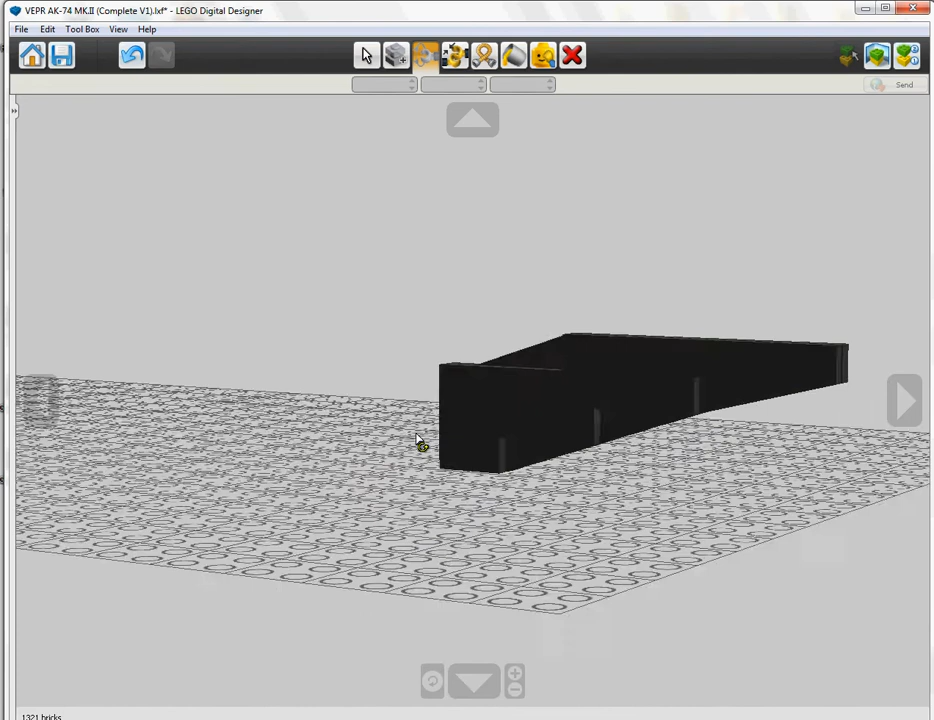 VEPR AK-74 MK.II (Complete V1).lxf* - LEGO Digital Designer
File Edit Tool Box View Help
Send
1321 bricks